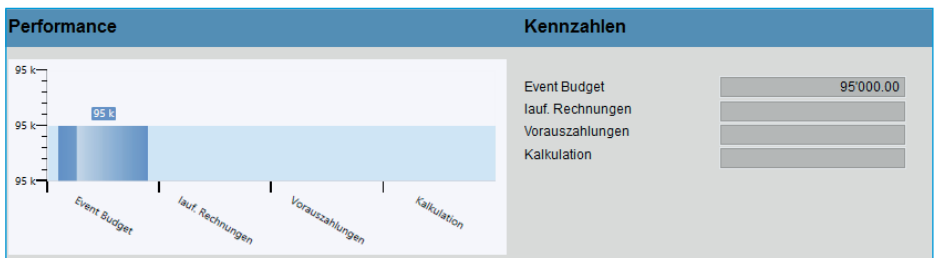 Performance
Kennzahlen
95 k
95 k
95 k
95 k
Event Budget
lauf. Rechnungen
Vorauszahlungen
Kalkulation
Event Budget 95'000.00
lauf. Rechnungen
Vorauszahlungen
Kalkulation